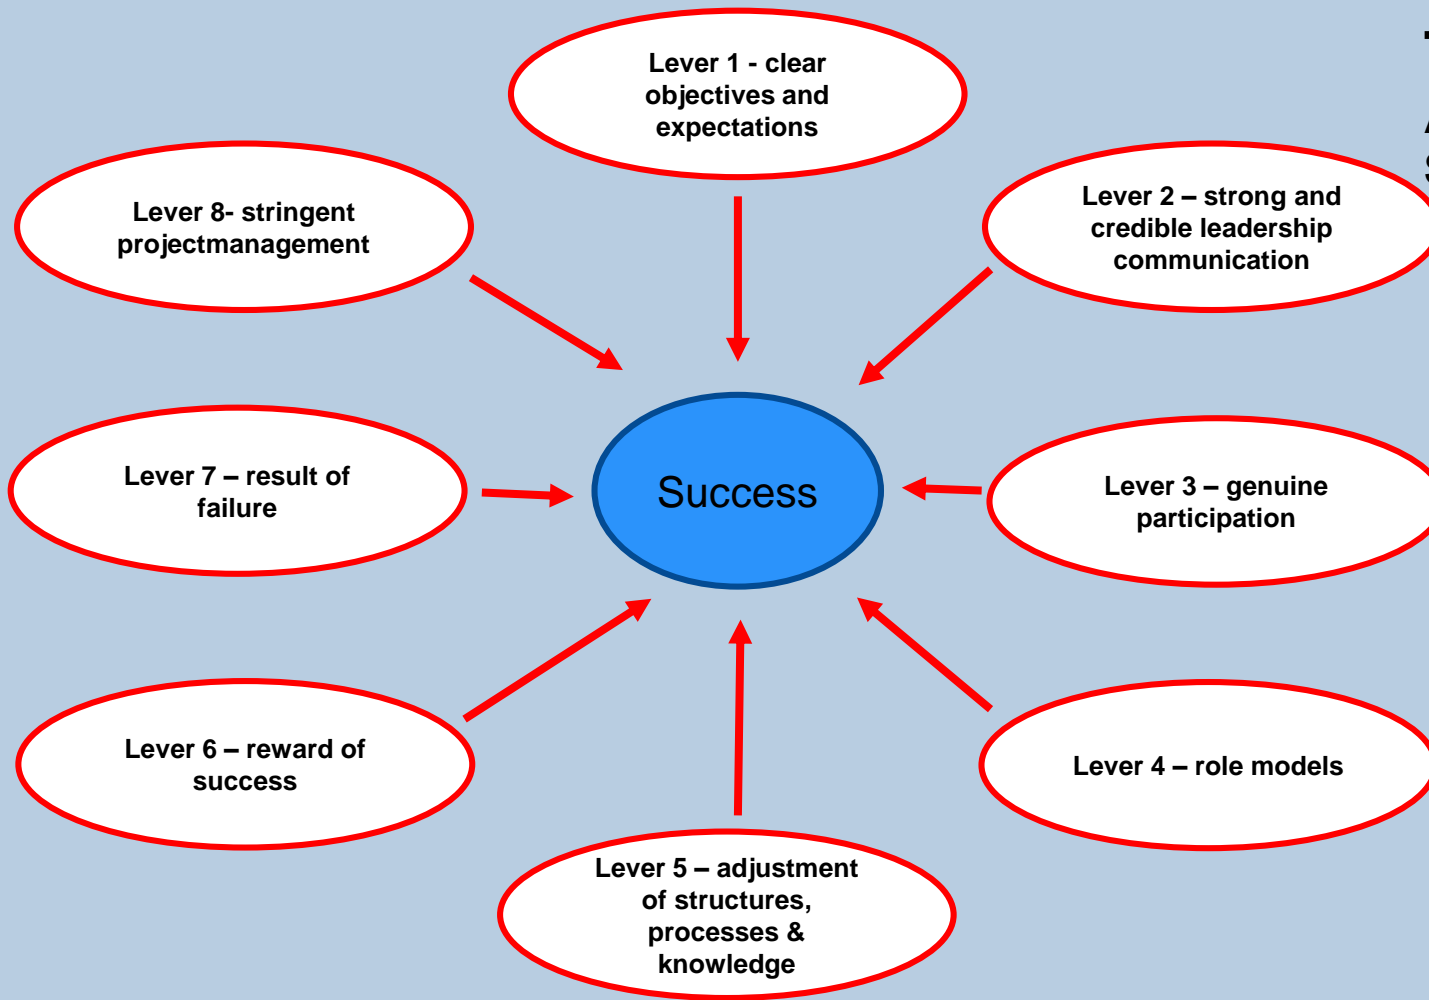 Lever 1 - clear
objectives and
expectations
Lever 2 – strong and
credible leadership
communication
Lever 3 – genuine
participation
Lever 4 – role models
Lever 5 – adjustment
of structures,
processes &
knowledge
Lever 6 – reward of
success
Lever 7 – result of
failure
Lever 8- stringent
projectmanagement
Success